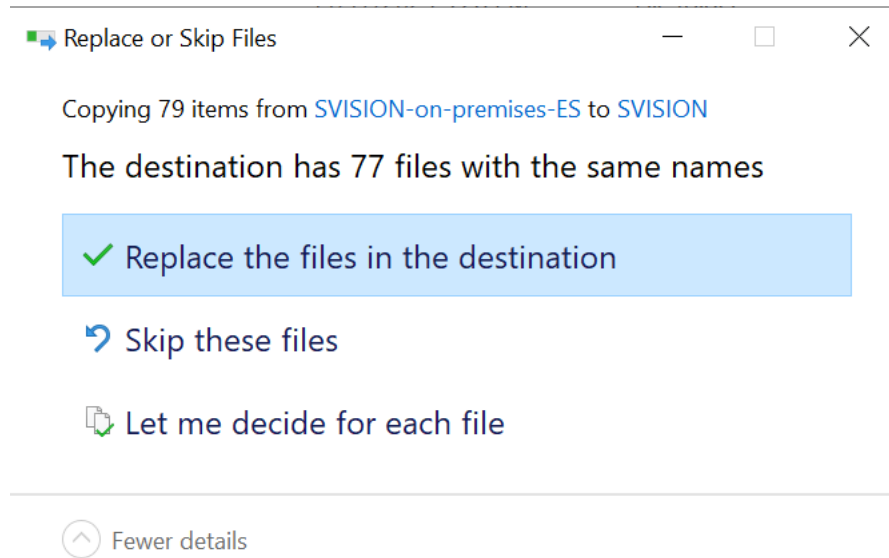 Replace or Skip Files
Copying 79 items from SVISION-on-premises-ES to SVISION
The destination has 77 files with the same names
Replace the files in the destination
Skip these files
Let me decide for each file
Fewer details